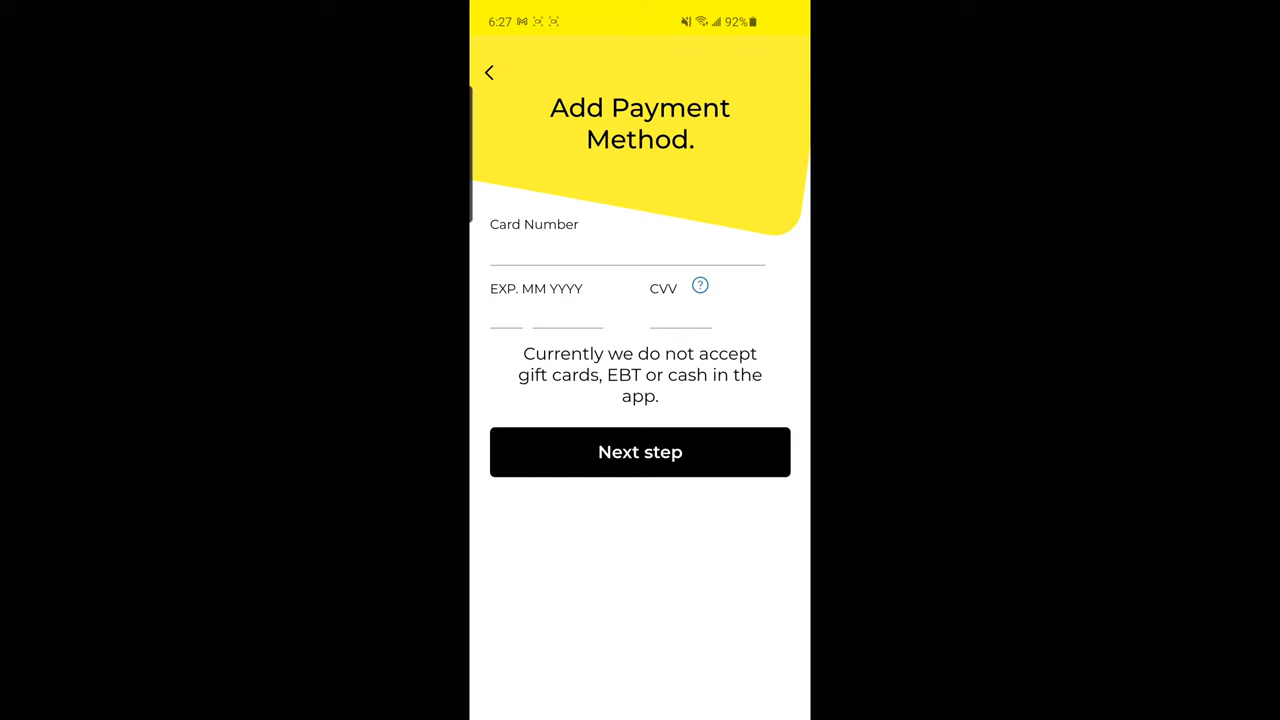 6:27 92%
Add Payment
Method.
Card Number
EXP. MM YYYY CVV ?
Currently we do not accept
gift cards, EBT or cash in the
app.
Next step